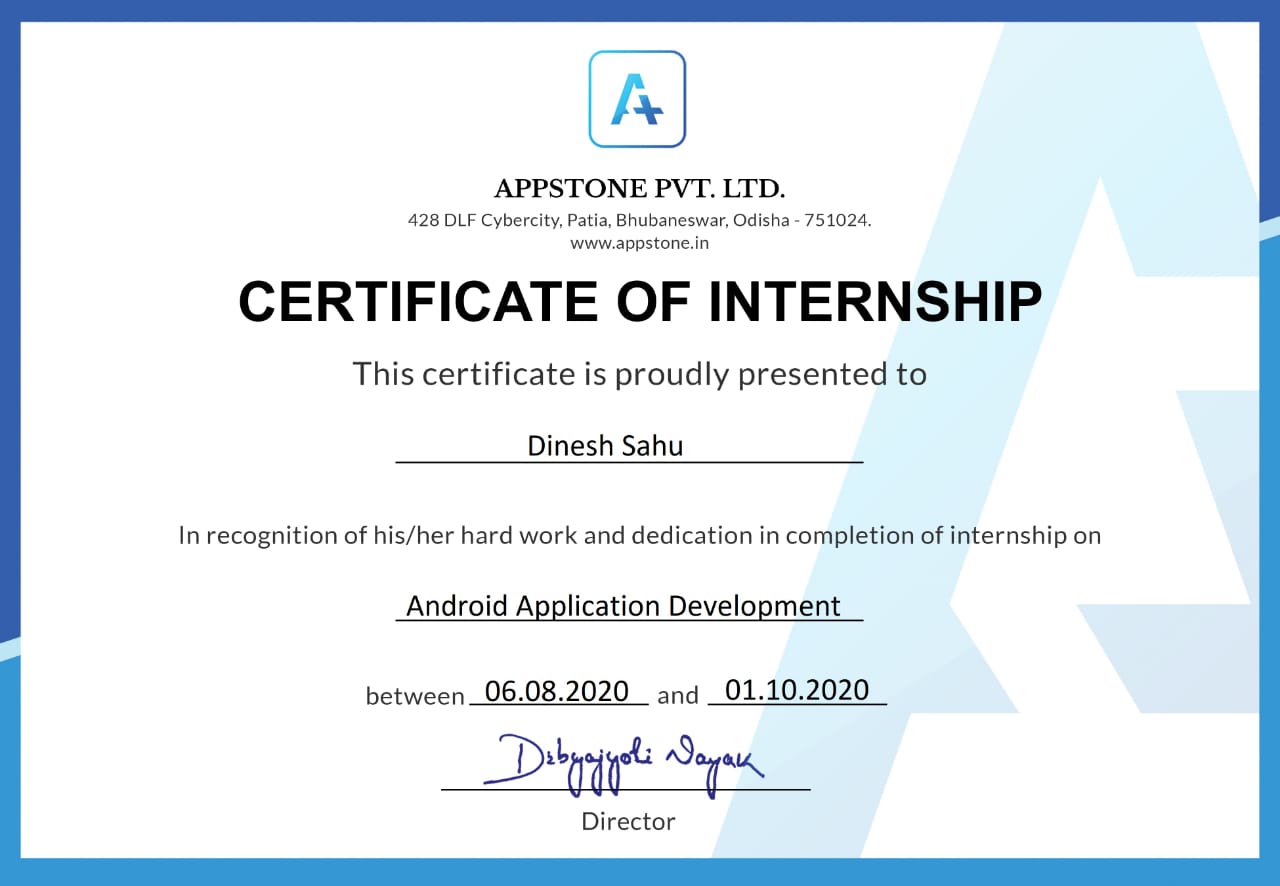 APPSTONE PVT. LTD.
428 DLF Cybercity, Patia, Bhubaneswar, Odisha - 751024.
www.appstone.in
CERTIFICATE OF INTERNSHIP
This certificate is proudly presented to
Dinesh Sahu
In recognition of his/her hard work and dedication in completion of internship on
Android Application Development
between 06.08.2020 and 01.10.2020
Debyajyoti Nayak
Director